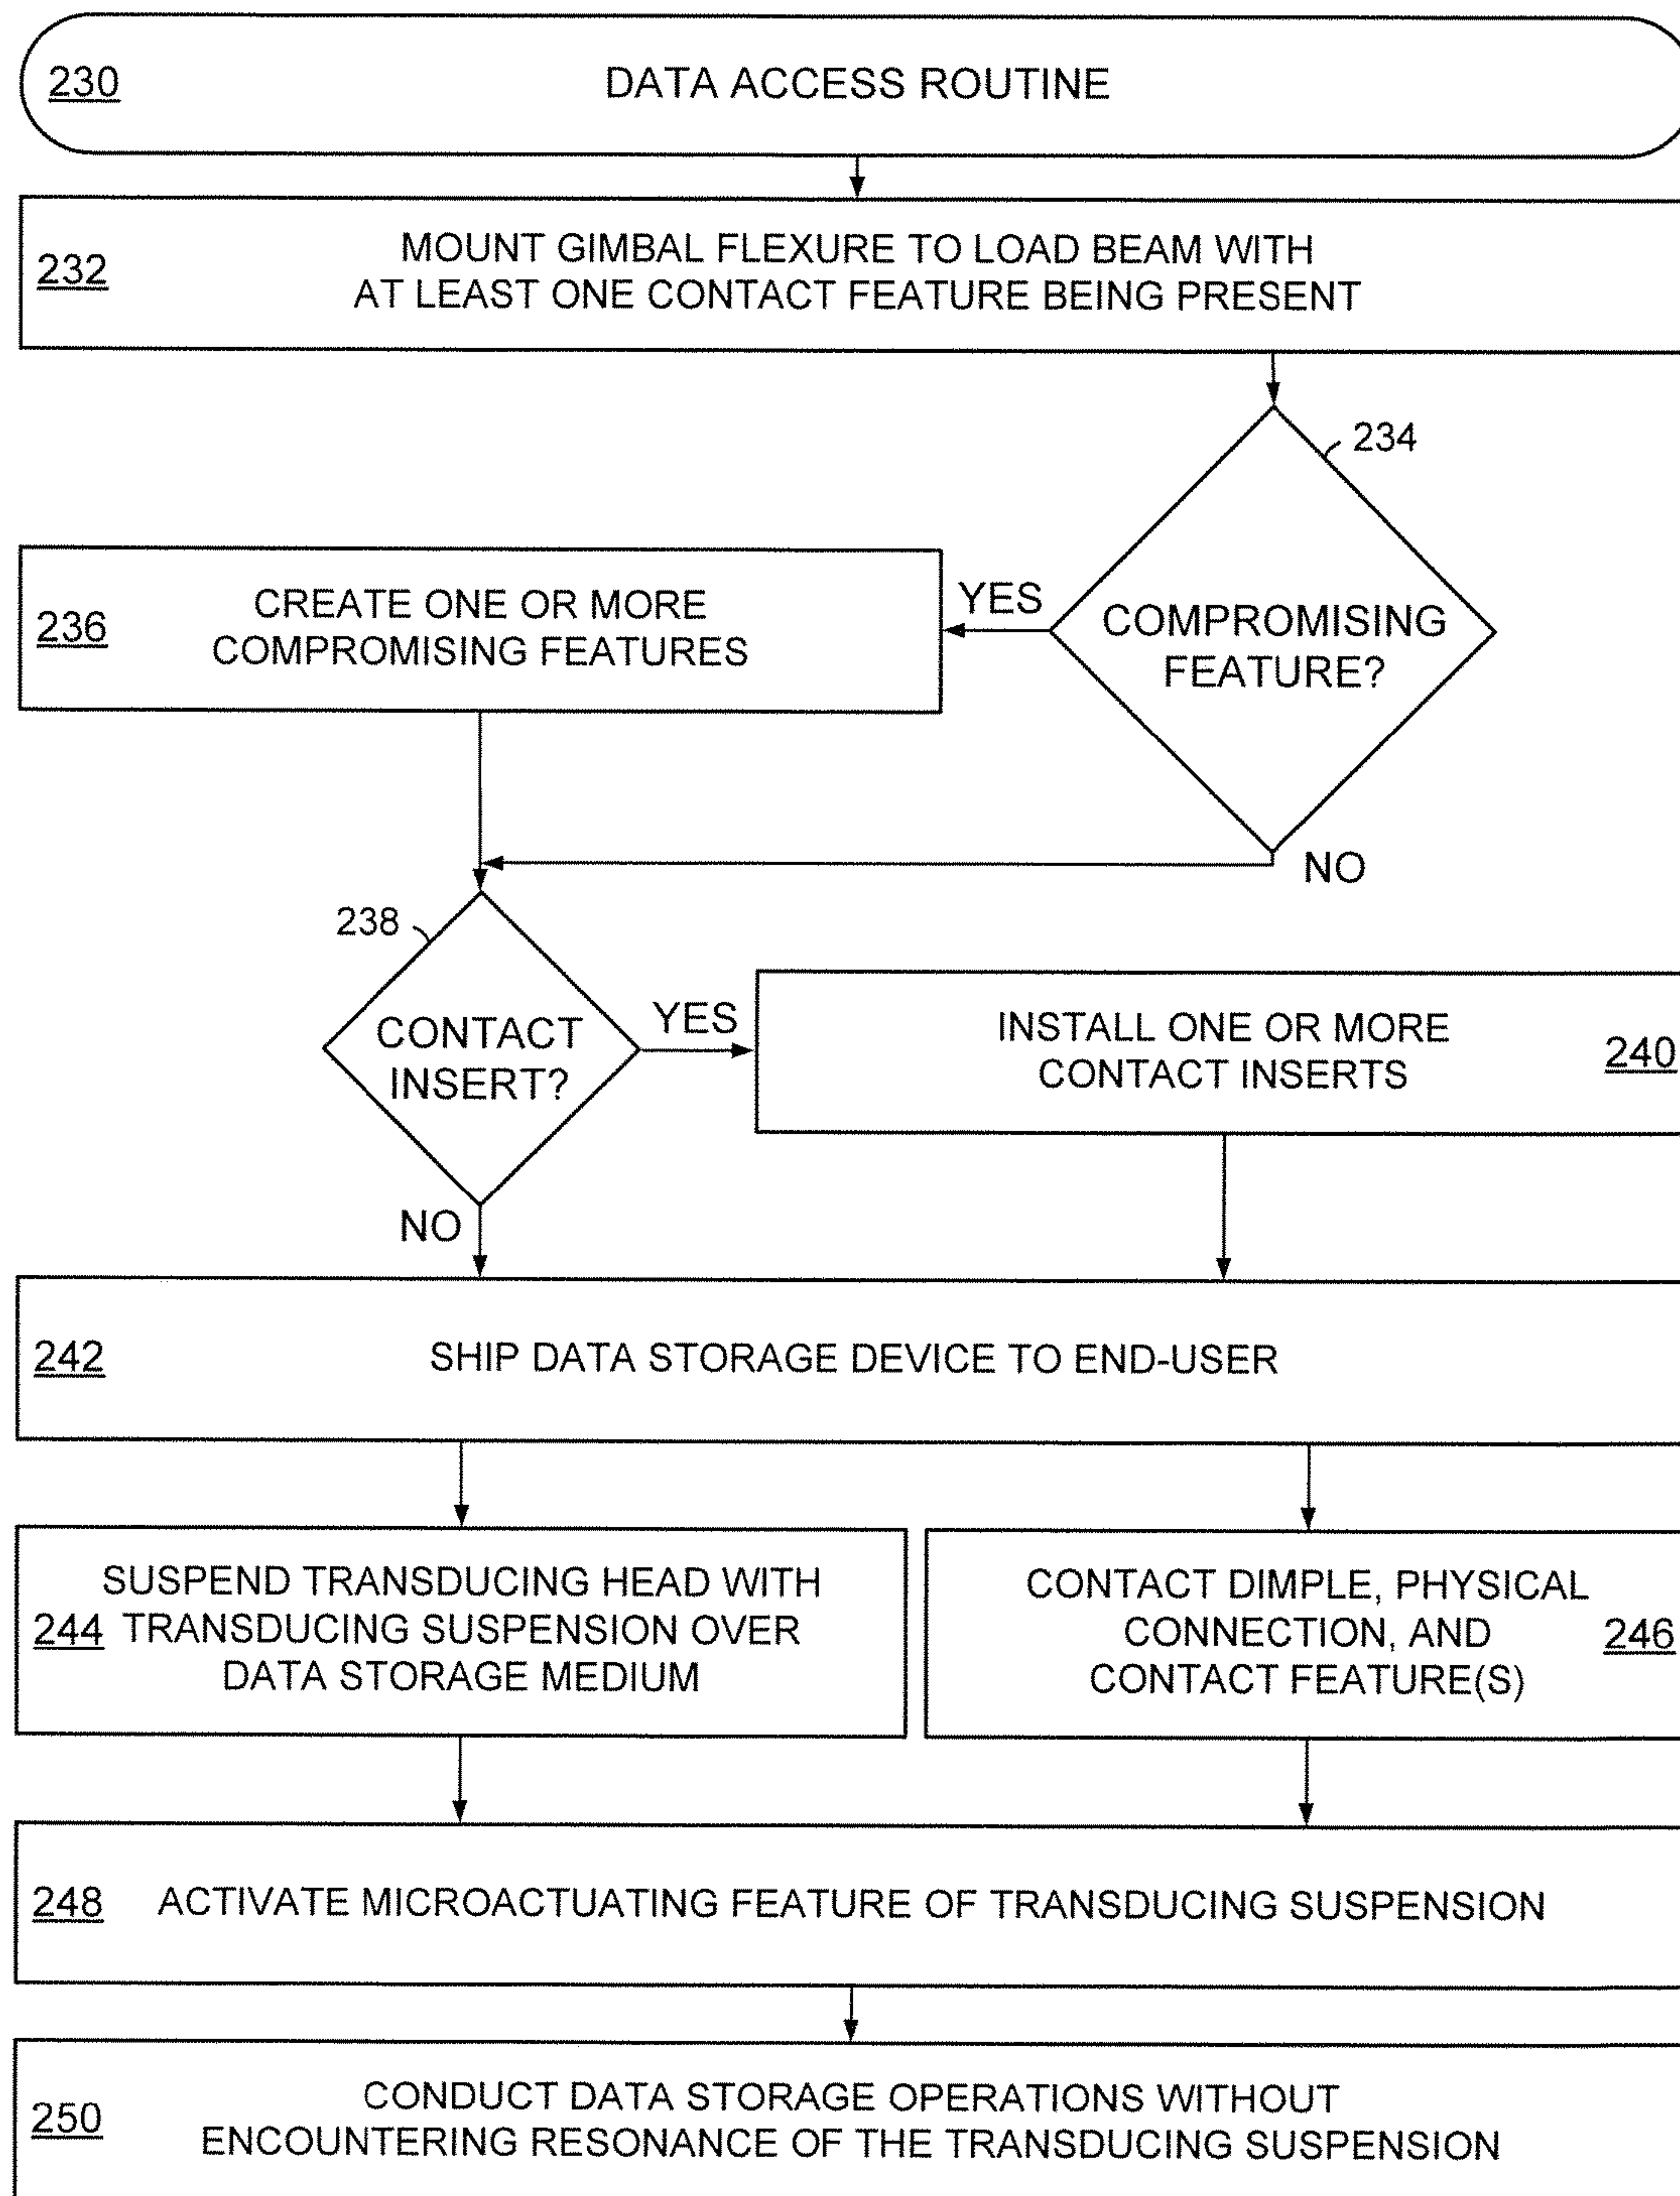 230 DATA ACCESS ROUTINE
232 MOUNT GIMBAL FLEXURE TO LOAD BEAM WITH
AT LEAST ONE CONTACT FEATURE BEING PRESENT
234
COMPROMISING
FEATURE?
YES
NO
236 CREATE ONE OR MORE
COMPROMISING FEATURES
238
CONTACT
INSERT?
YES
NO
INSTALL ONE OR MORE
CONTACT INSERTS
240
242 SHIP DATA STORAGE DEVICE TO END-USER
SUSPEND TRANSDUCING HEAD WITH
244 TRANSDUCING SUSPENSION OVER
DATA STORAGE MEDIUM
CONTACT DIMPLE, PHYSICAL
CONNECTION, AND 246
CONTACT FEATURE(S)
248 ACTIVATE MICROACTUATING FEATURE OF TRANSDUCING SUSPENSION
250 CONDUCT DATA STORAGE OPERATIONS WITHOUT
ENCOUNTERING RESONANCE OF THE TRANSDUCING SUSPENSION